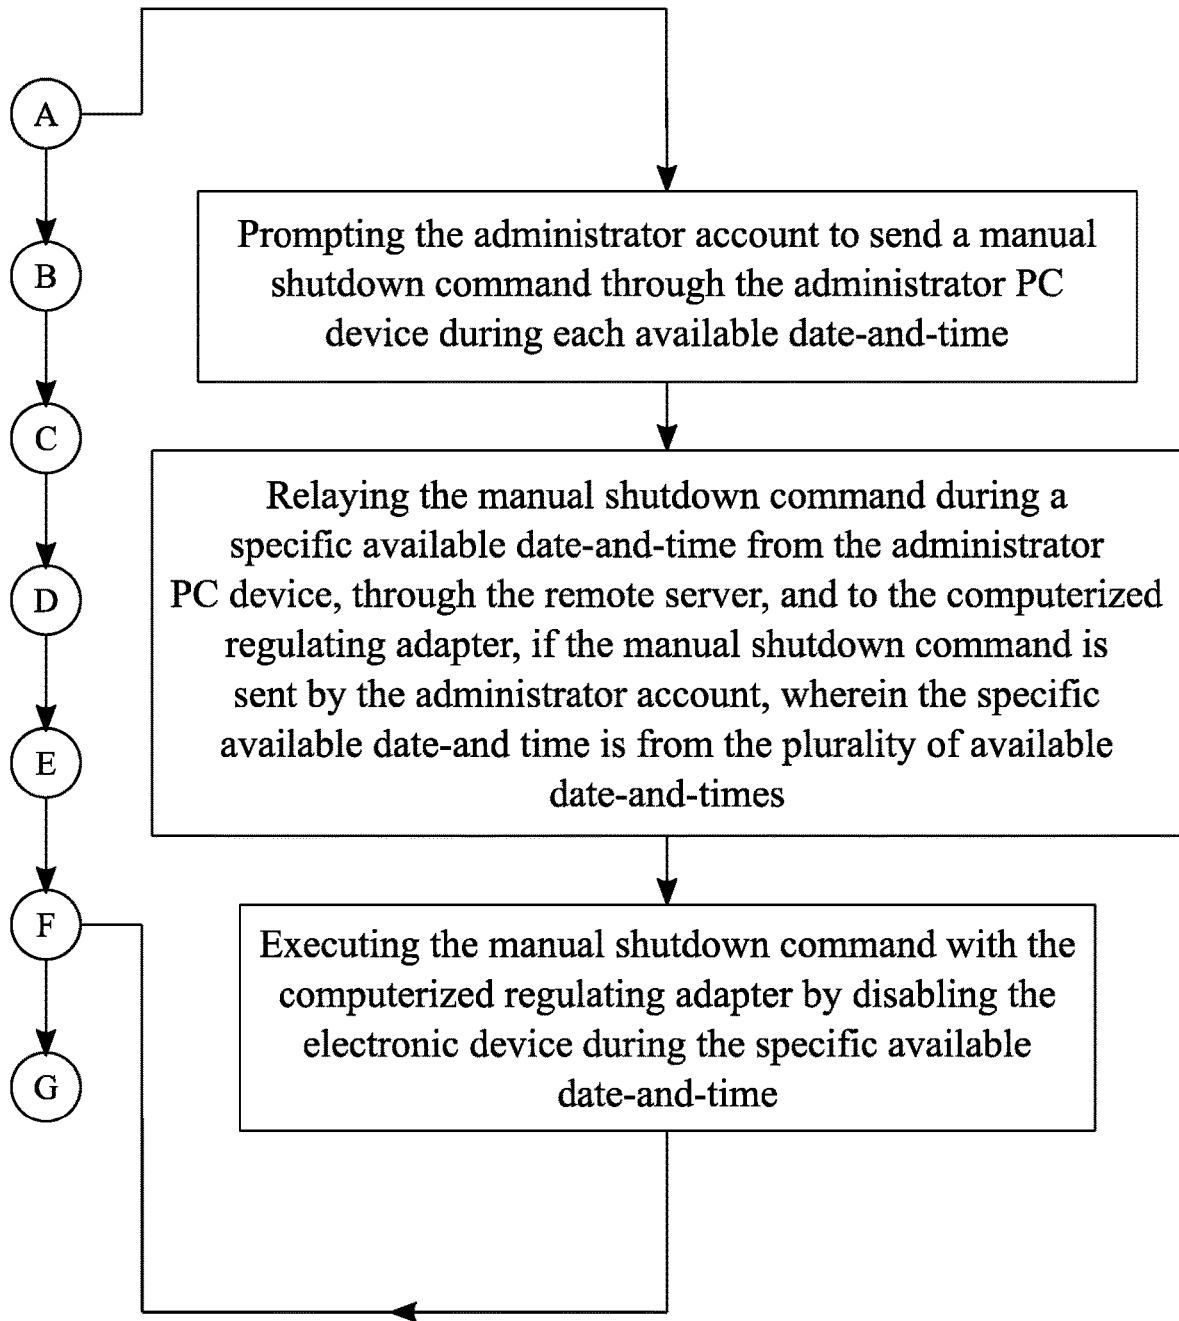 A
B
C
D
E
F
G
Prompting the administrator account to send a manual
shutdown command through the administrator PC
device during each available date-and-time
Relaying the manual shutdown command during a
specific available date-and-time from the administrator
PC device, through the remote server, and to the computerized
regulating adapter, if the manual shutdown command is
sent by the administrator account, wherein the specific
available date-and time is from the plurality of available
date-and-times
Executing the manual shutdown command with the
computerized regulating adapter by disabling the
electronic device during the specific available
date-and-time